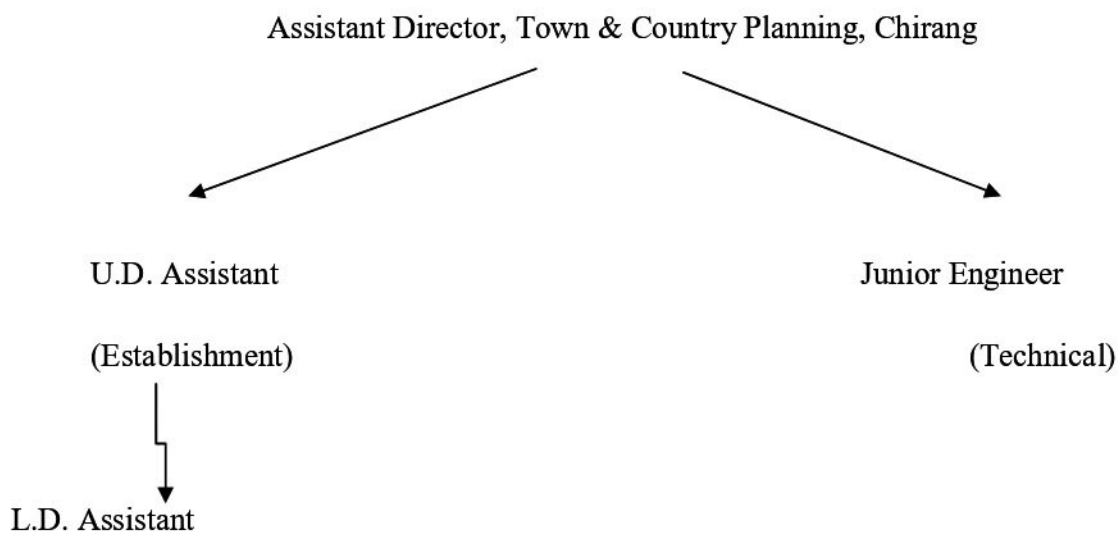 Assistant Director, Town & Country Planning, Chirang
U.D. Assistant
Junior Engineer
(Establishment)
(Technical)
L.D. Assistant